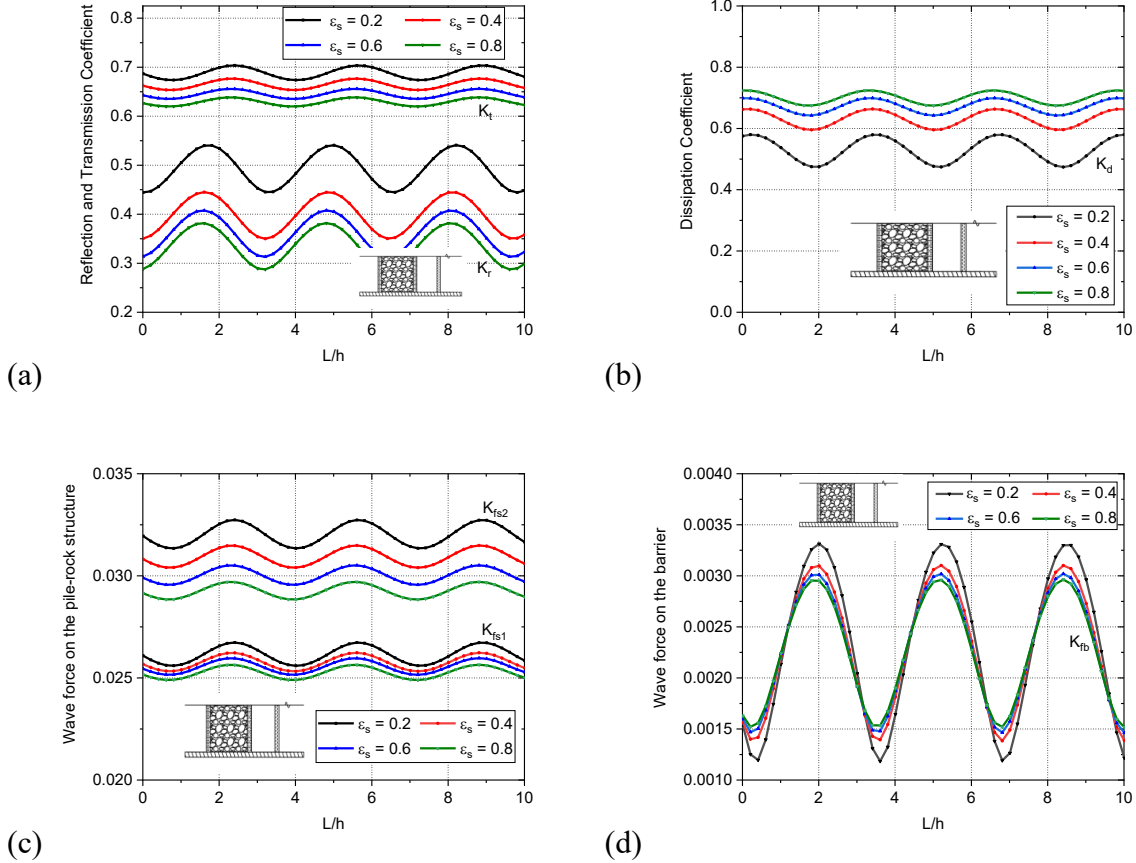 Reflection and Transmission Coefficient
0.8
0.7
0.6
0.5
0.4
0.3
0.2
εs = 0.2 εs = 0.4
εs = 0.6 εs = 0.8
Kt
Kr
0 2 4 6 8 10
L/h
(a)
Dissipation Coefficient
1.0
0.8
0.6
0.4
0.2
0.0
Kd
εs = 0.2
εs = 0.4
εs = 0.6
εs = 0.8
0 2 4 6 8 10
L/h
(b)
Wave force on the pile-rock structure
0.035
0.030
0.025
0.020
Kfs2
Kfs1
εs = 0.2 εs = 0.4
εs = 0.6 εs = 0.8
0 2 4 6 8 10
L/h
(c)
Wave force on the barrier
0.0040
0.0035
0.0030
0.0025
0.0020
0.0015
0.0010
εs = 0.2 εs = 0.4
εs = 0.6 εs = 0.8
Kfb
0 2 4 6 8 10
L/h
(d)